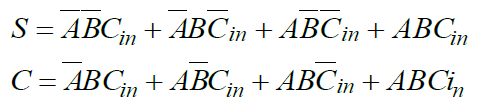 S = A̅B̅C_in + A̅BC̅_in + AB̅C̅_in + ABC_in
C = A̅BC_in + AB̅C_in + ABC̅_in + ABCi_n